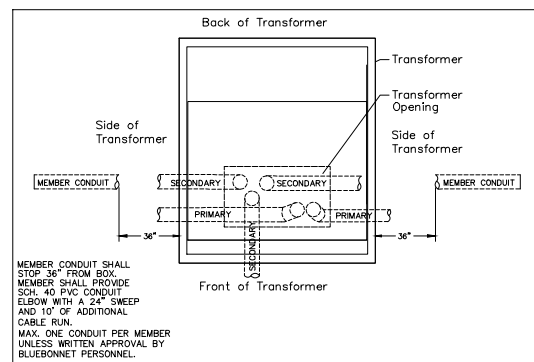 Back of Transformer
Transformer
Transformer
Opening
Side of
Transformer
Side of
Transformer
MEMBER CONDUIT
SECONDARY
SECONDARY
MEMBER CONDUIT
PRIMARY
PRIMARY
SECONDARY
36"
36"
Front of Transformer
MEMBER CONDUIT SHALL
STOP 36" FROM BOX.
MEMBER SHALL PROVIDE
SCH. 40 PVC CONDUIT
ELBOW WITH A 24" SWEEP
AND 10' OF ADDITIONAL
CABLE RUN.
MAX. ONE CONDUIT PER MEMBER
UNLESS WRITTEN APPROVAL BY
BLUEBONNET PERSONNEL.